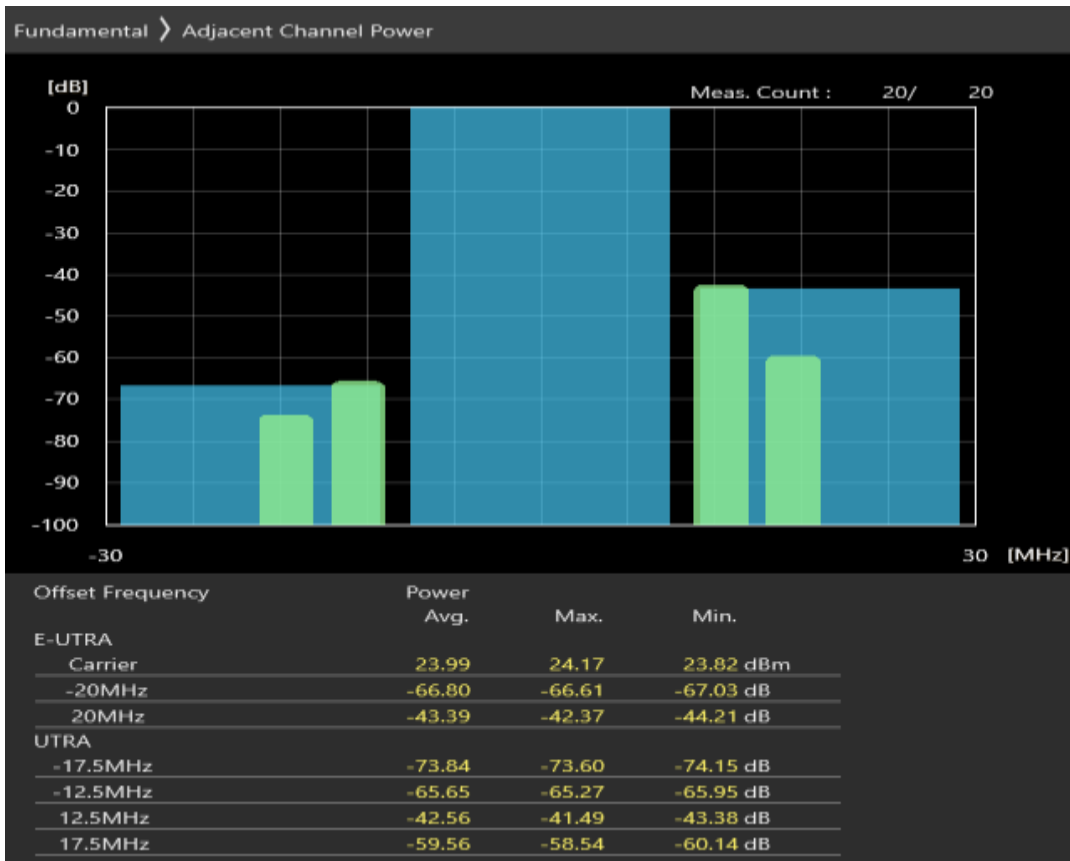 Fundamental 〉 Adjacent Channel Power
[dB]
Meas. Count : 20/ 20
0
-10
-20
-30
-40
-50
-60
-70
-80
-90
-100
-30 30 [MHz]
Offset Frequency Power
Avg. Max. Min.
E-UTRA
Carrier 23.99 24.17 23.82 dBm
-20MHz -66.80 -66.61 -67.03 dB
20MHz -43.39 -42.37 -44.21 dB
UTRA
-17.5MHz -73.84 -73.60 -74.15 dB
-12.5MHz -65.65 -65.27 -65.95 dB
12.5MHz -42.56 -41.49 -43.38 dB
17.5MHz -59.56 -58.54 -60.14 dB